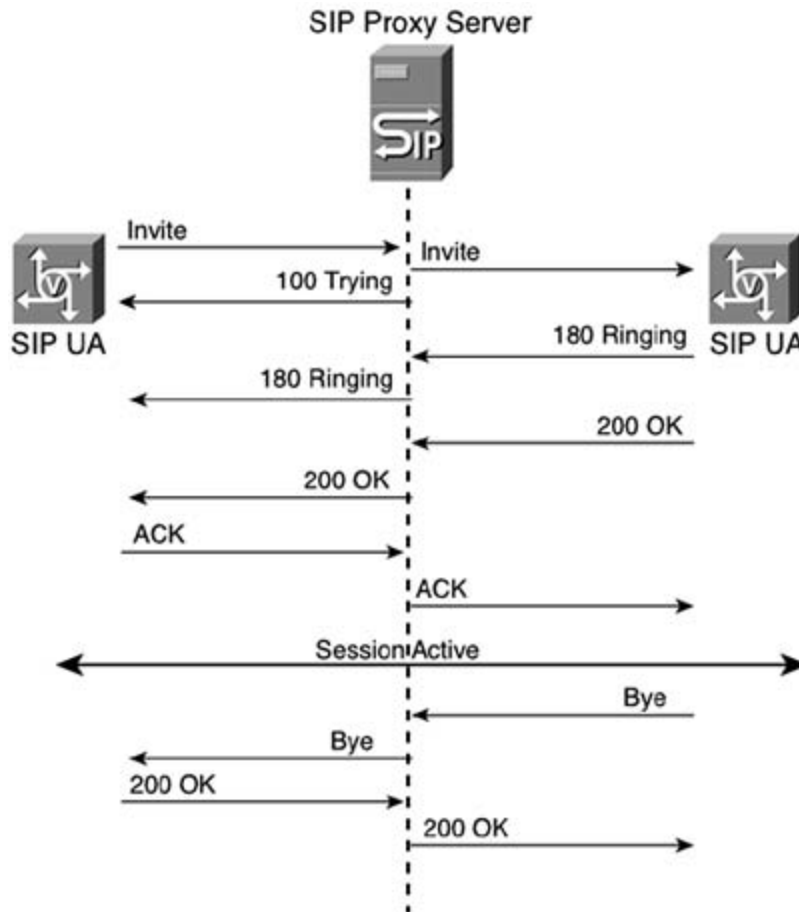 SIP Proxy Server
SIP
Invite
Invite
100 Trying
V
SIP UA
V
SIP UA
180 Ringing
180 Ringing
200 OK
200 OK
ACK
ACK
Session Active
Bye
Bye
200 OK
200 OK